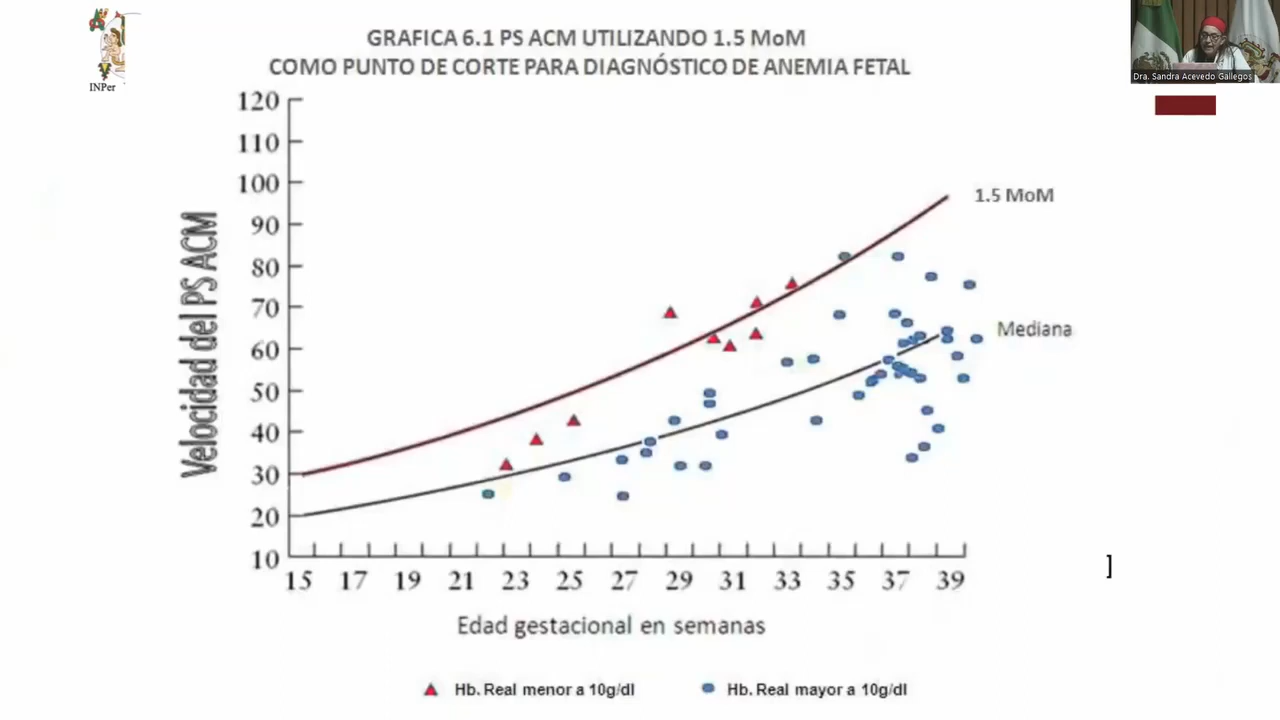 GRAFICA 6.1 PS ACM UTILIZANDO 1.5 MoM
COMO PUNTO DE CORTE PARA DIAGNÓSTICO DE ANEMIA FETAL
INPer
Dra. Sandra Acevedo Gallegos
Velocidad del PS ACM
120
110
100
90
80
70
60
50
40
30
20
10
1.5 MoM
Mediana
15 17 19 21 23 25 27 29 31 33 35 37 39
]
Edad gestacional en semanas
Hb. Real menor a 10g/dl
Hb. Real mayor a 10g/dl